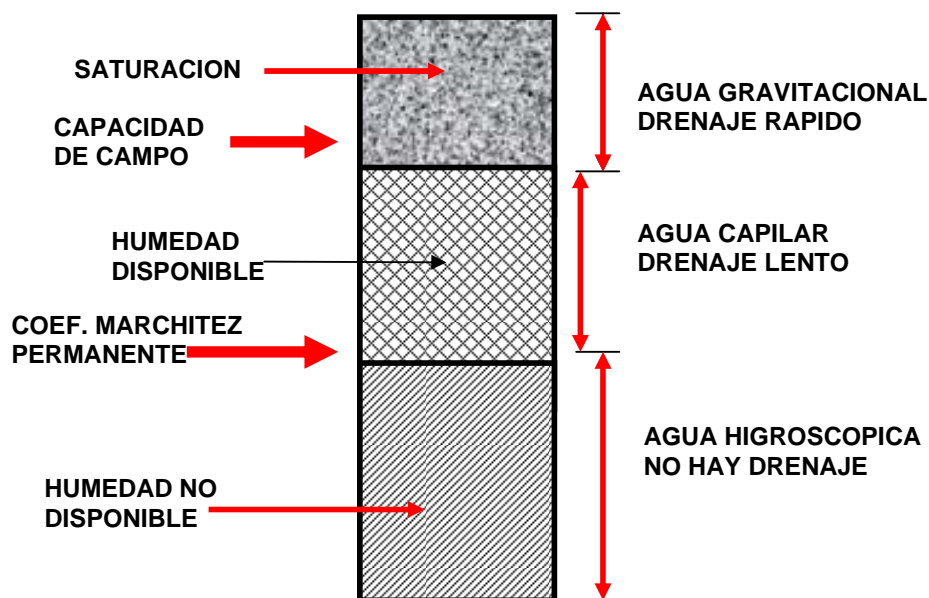 SATURACION
CAPACIDAD
DE CAMPO
HUMEDAD
DISPONIBLE
COEF. MARCHITEZ
PERMANENTE
HUMEDAD NO
DISPONIBLE
AGUA GRAVITACIONAL
DRENAJE RAPIDO
AGUA CAPILAR
DRENAJE LENTO
AGUA HIGROSCOPICA
NO HAY DRENAJE